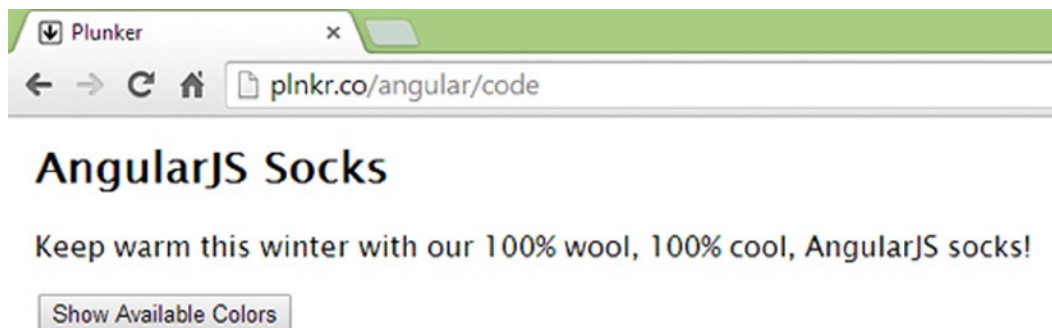 Plunker
plnkr.co/angular/code
AngularJS Socks
Keep warm this winter with our 100% wool, 100% cool, AngularJS socks!
Show Available Colors